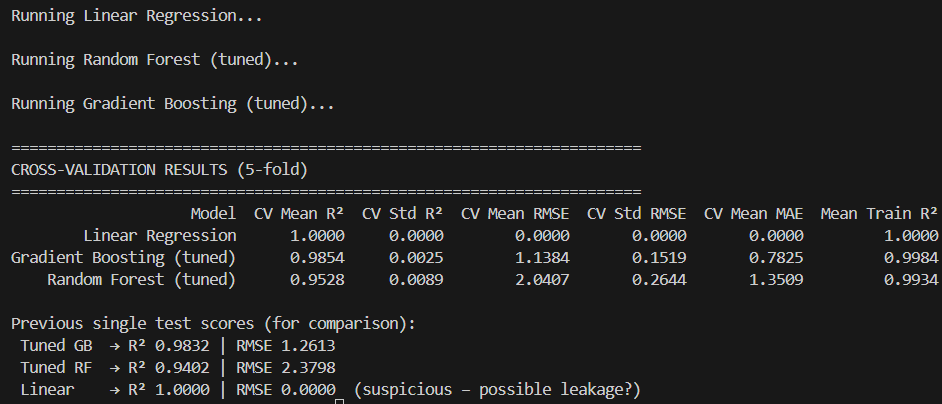 Running Linear Regression...
Running Random Forest (tuned)...
Running Gradient Boosting (tuned)...
======================================================================
CROSS-VALIDATION RESULTS (5-fold)
======================================================================
Model CV Mean R² CV Std R² CV Mean RMSE CV Std RMSE CV Mean MAE Mean Train R²
Linear Regression 1.0000 0.0000 0.0000 0.0000 0.0000 1.0000
Gradient Boosting (tuned) 0.9854 0.0025 1.1384 0.1519 0.7825 0.9984
Random Forest (tuned) 0.9528 0.0089 2.0407 0.2644 1.3509 0.9934
Previous single test scores (for comparison):
Tuned GB → R² 0.9832 | RMSE 1.2613
Tuned RF → R² 0.9402 | RMSE 2.3798
Linear → R² 1.0000 | RMSE 0.0000 (suspicious – possible leakage?)